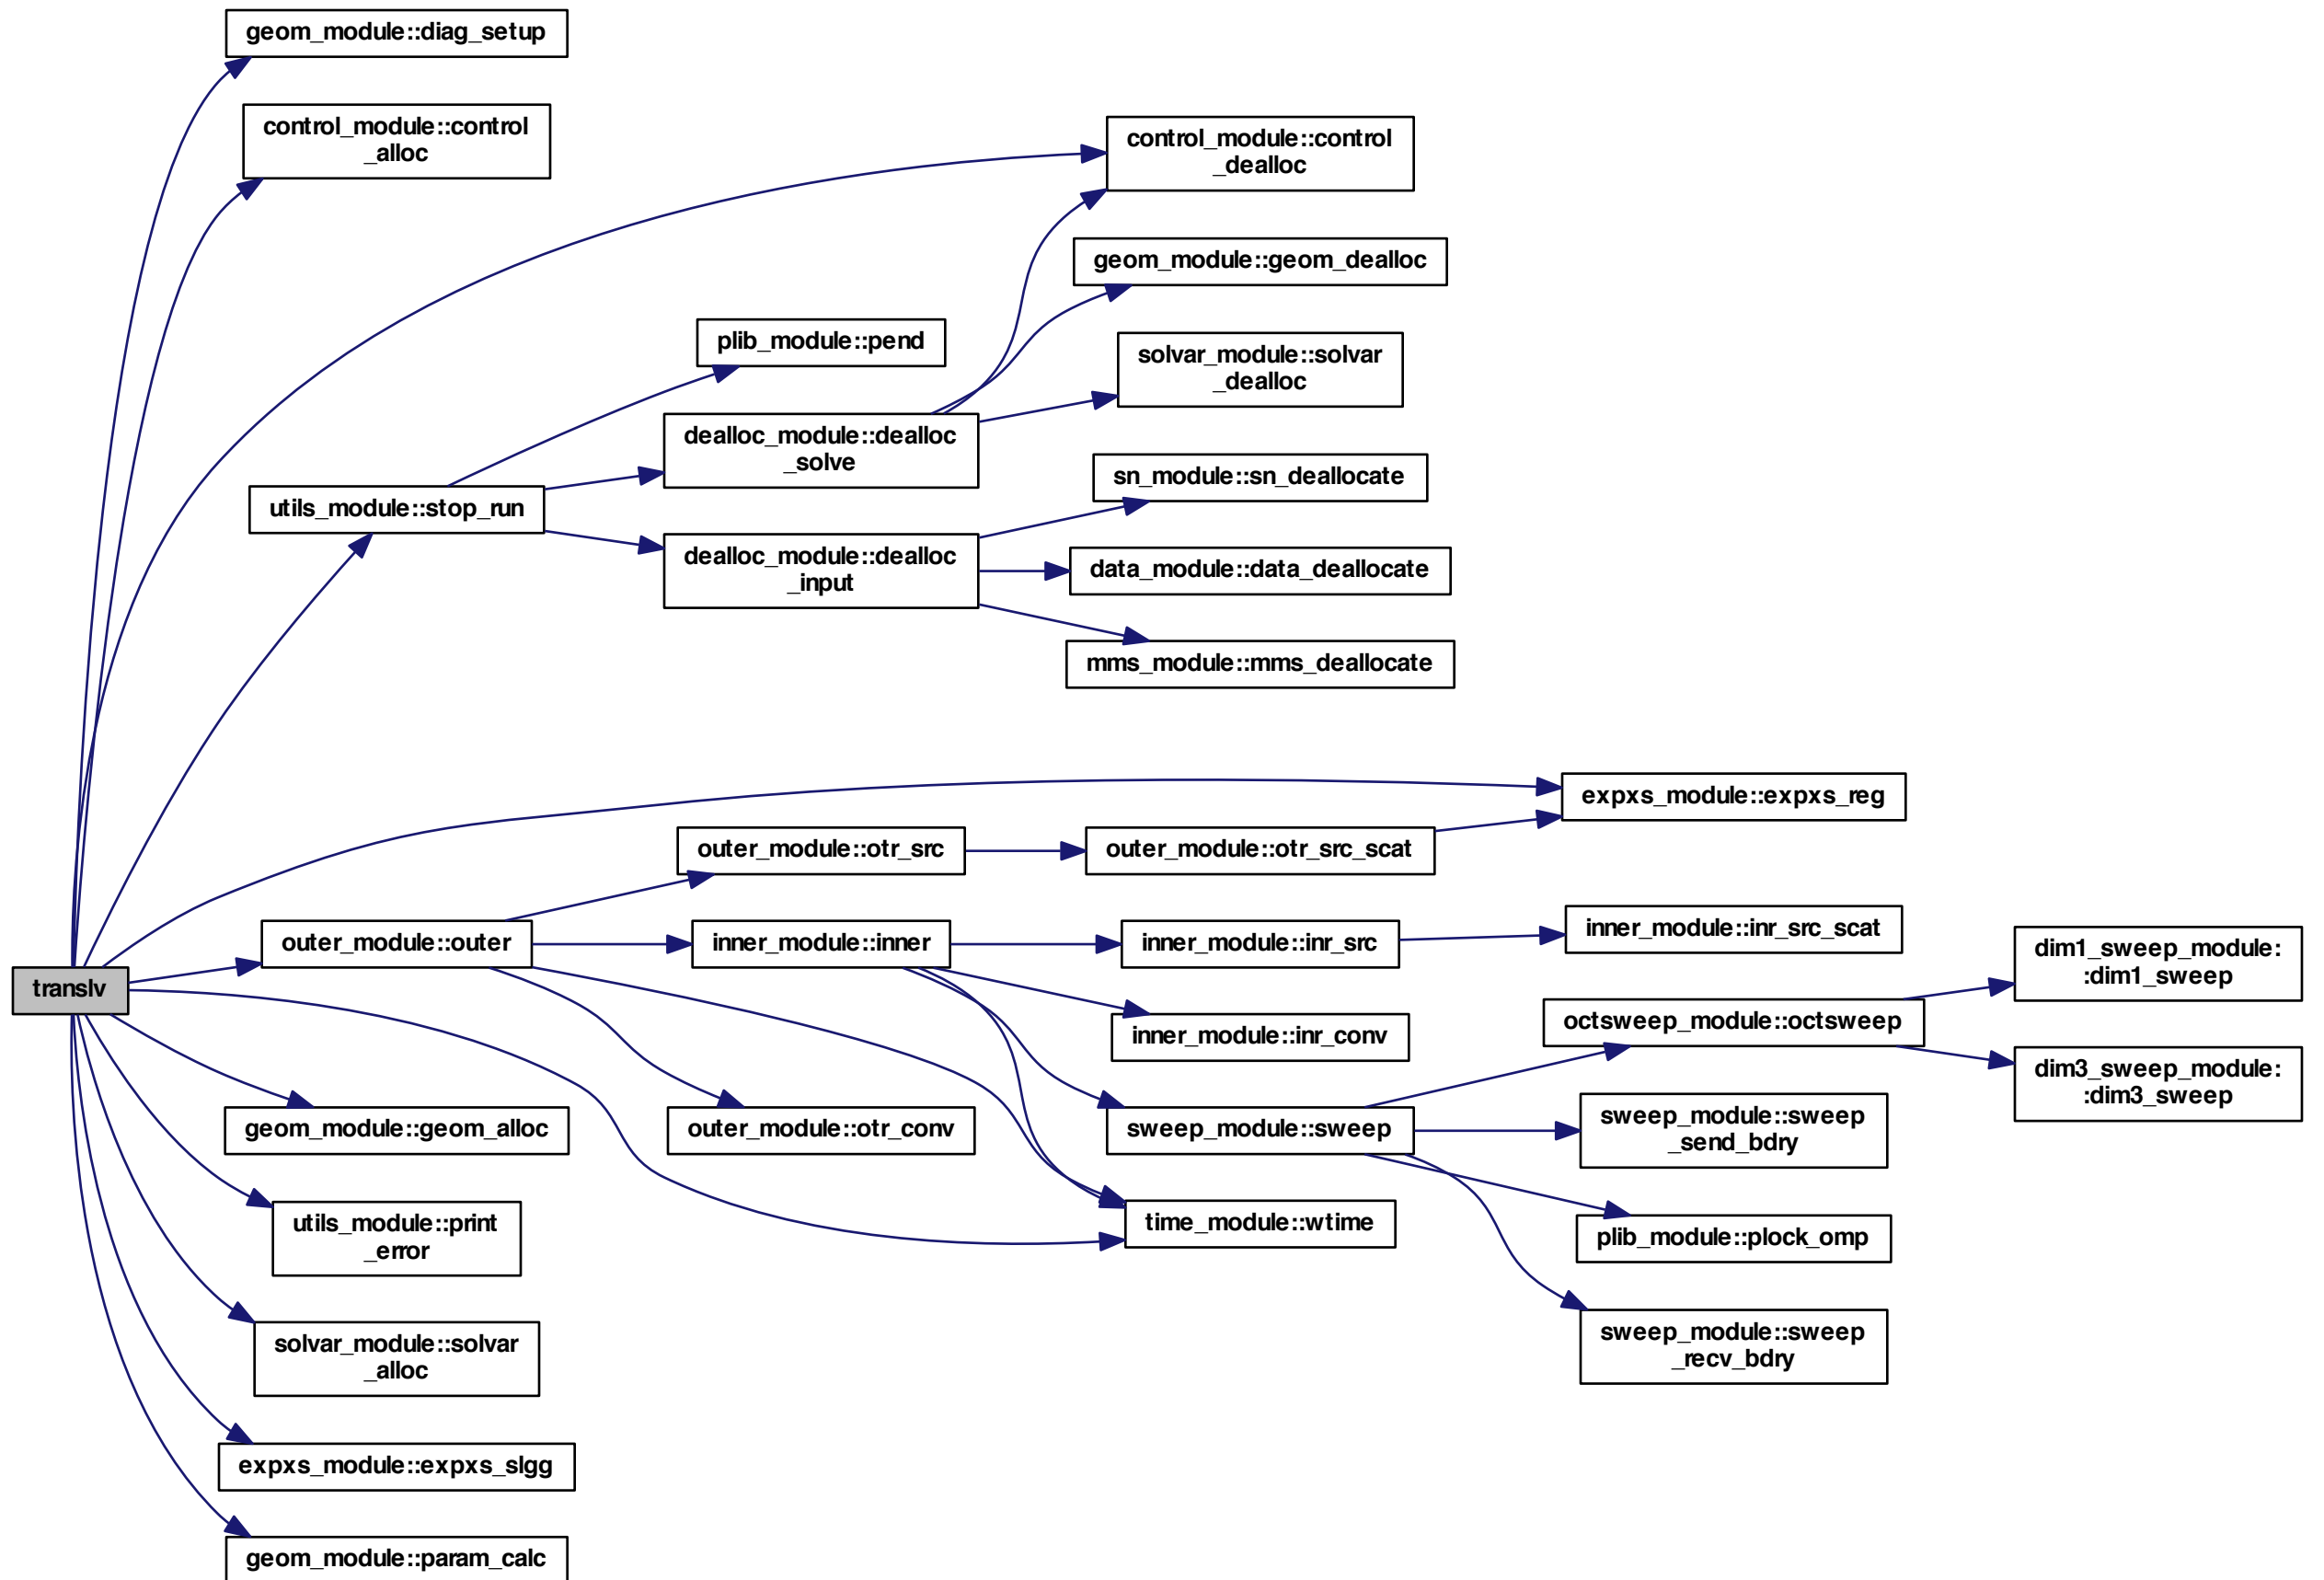 geom_module::diag_setup
control_module::control
_alloc
control_module::control
_dealloc
geom_module::geom_dealloc
plib_module::pend
solvar_module::solvar
_dealloc
dealloc_module::dealloc
_solve
sn_module::sn_deallocate
utils_module::stop_run
dealloc_module::dealloc
_input
data_module::data_deallocate
mms_module::mms_deallocate
expxs_module::expxs_reg
outer_module::otr_src
outer_module::otr_src_scat
inner_module::inr_src_scat
outer_module::outer
inner_module::inner
inner_module::inr_src
dim1_sweep_module:
:dim1_sweep
translv
octsweep_module::octsweep
inner_module::inr_conv
dim3_sweep_module:
:dim3_sweep
geom_module::geom_alloc
outer_module::otr_conv
sweep_module::sweep
sweep_module::sweep
_send_bdry
utils_module::print
_error
time_module::wtime
plib_module::plock_omp
solvar_module::solvar
_alloc
sweep_module::sweep
_recv_bdry
expxs_module::expxs_slgg
geom_module::param_calc